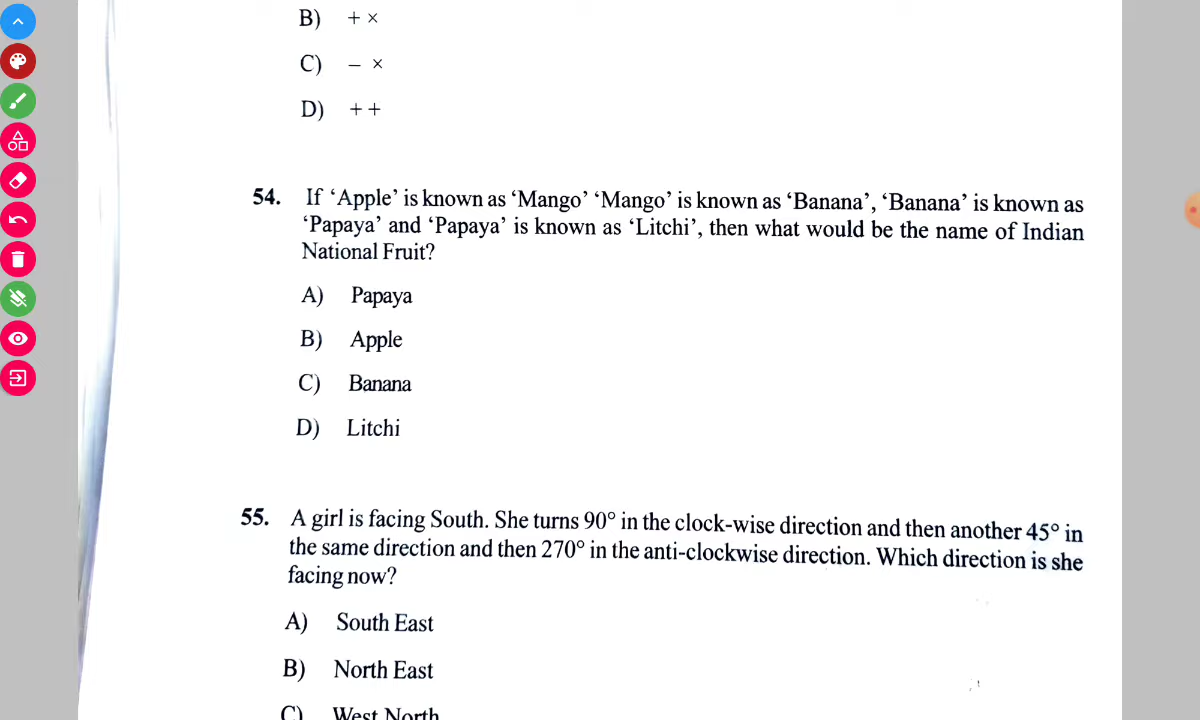 B) + ×
C) – ×
D) + +
54. If ‘Apple’ is known as ‘Mango’ ‘Mango’ is known as ‘Banana’, ‘Banana’ is known as
‘Papaya’ and ‘Papaya’ is known as ‘Litchi’, then what would be the name of Indian
National Fruit?
A) Papaya
B) Apple
C) Banana
D) Litchi
55. A girl is facing South. She turns 90° in the clock-wise direction and then another 45° in
the same direction and then 270° in the anti-clockwise direction. Which direction is she
facing now?
A) South East
B) North East
C) West North